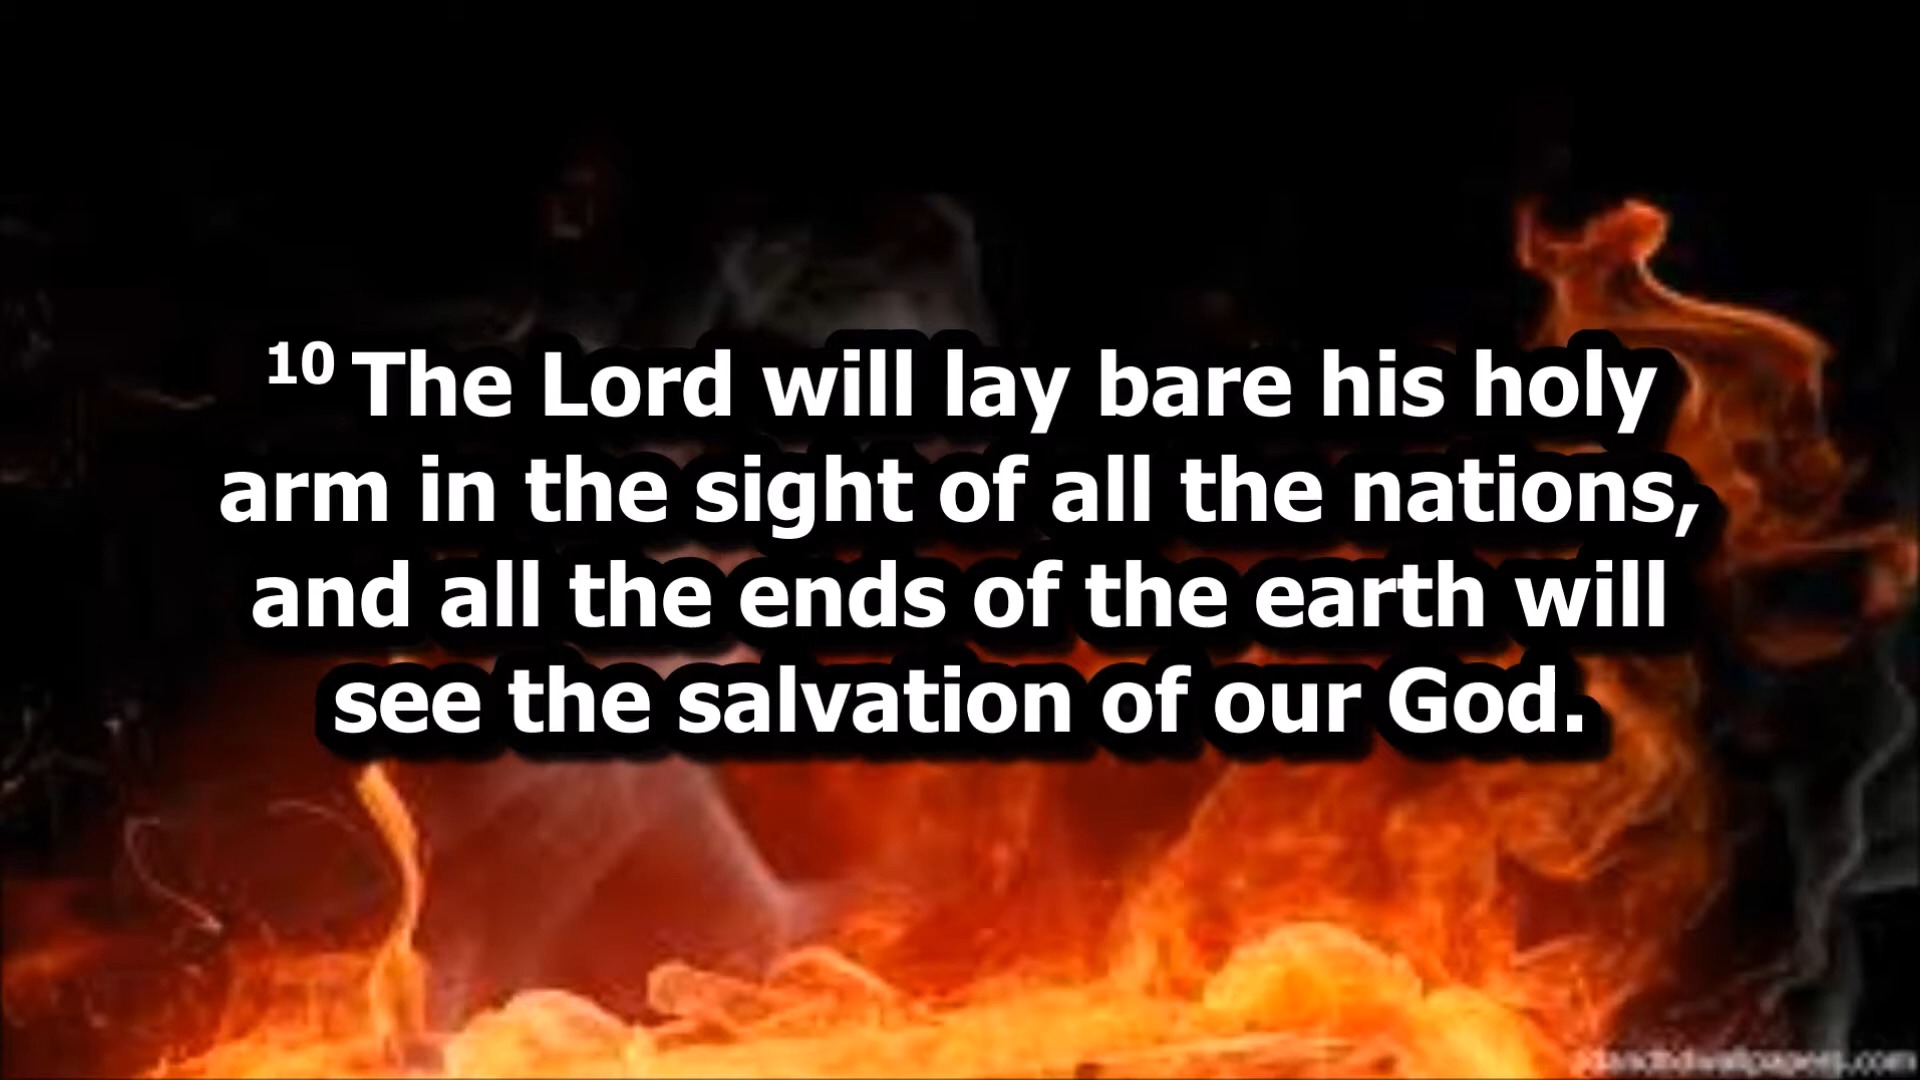 10 The Lord will lay bare his holy
arm in the sight of all the nations,
and all the ends of the earth will
see the salvation of our God.